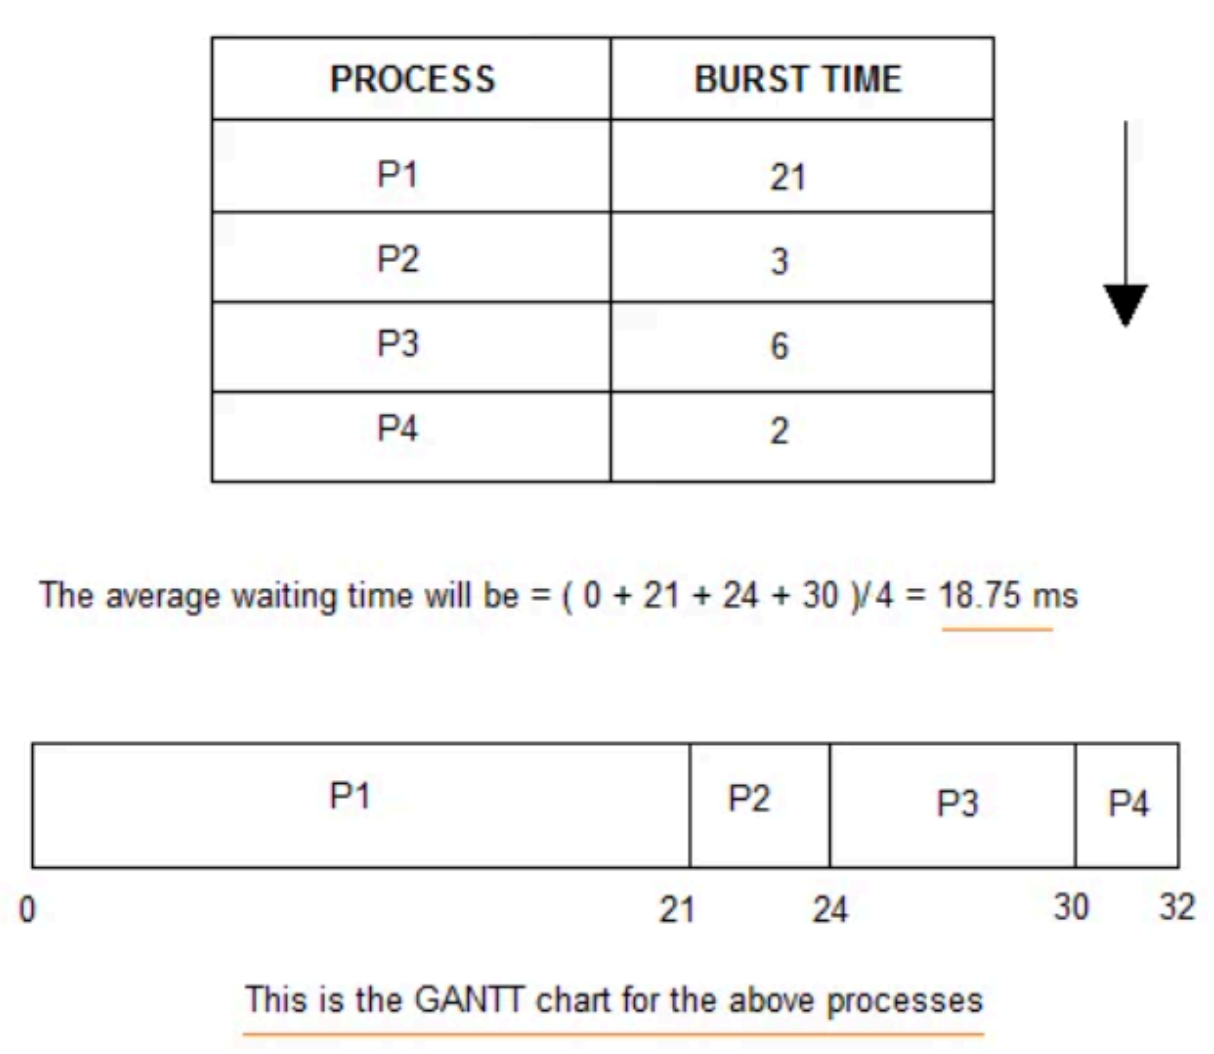 PROCESS BURST TIME
P1 21
P2 3
P3 6
P4 2
The average waiting time will be = ( 0 + 21 + 24 + 30 )/4 = 18.75 ms
P1 P2 P3 P4
0 21 24 30 32
This is the GANTT chart for the above processes